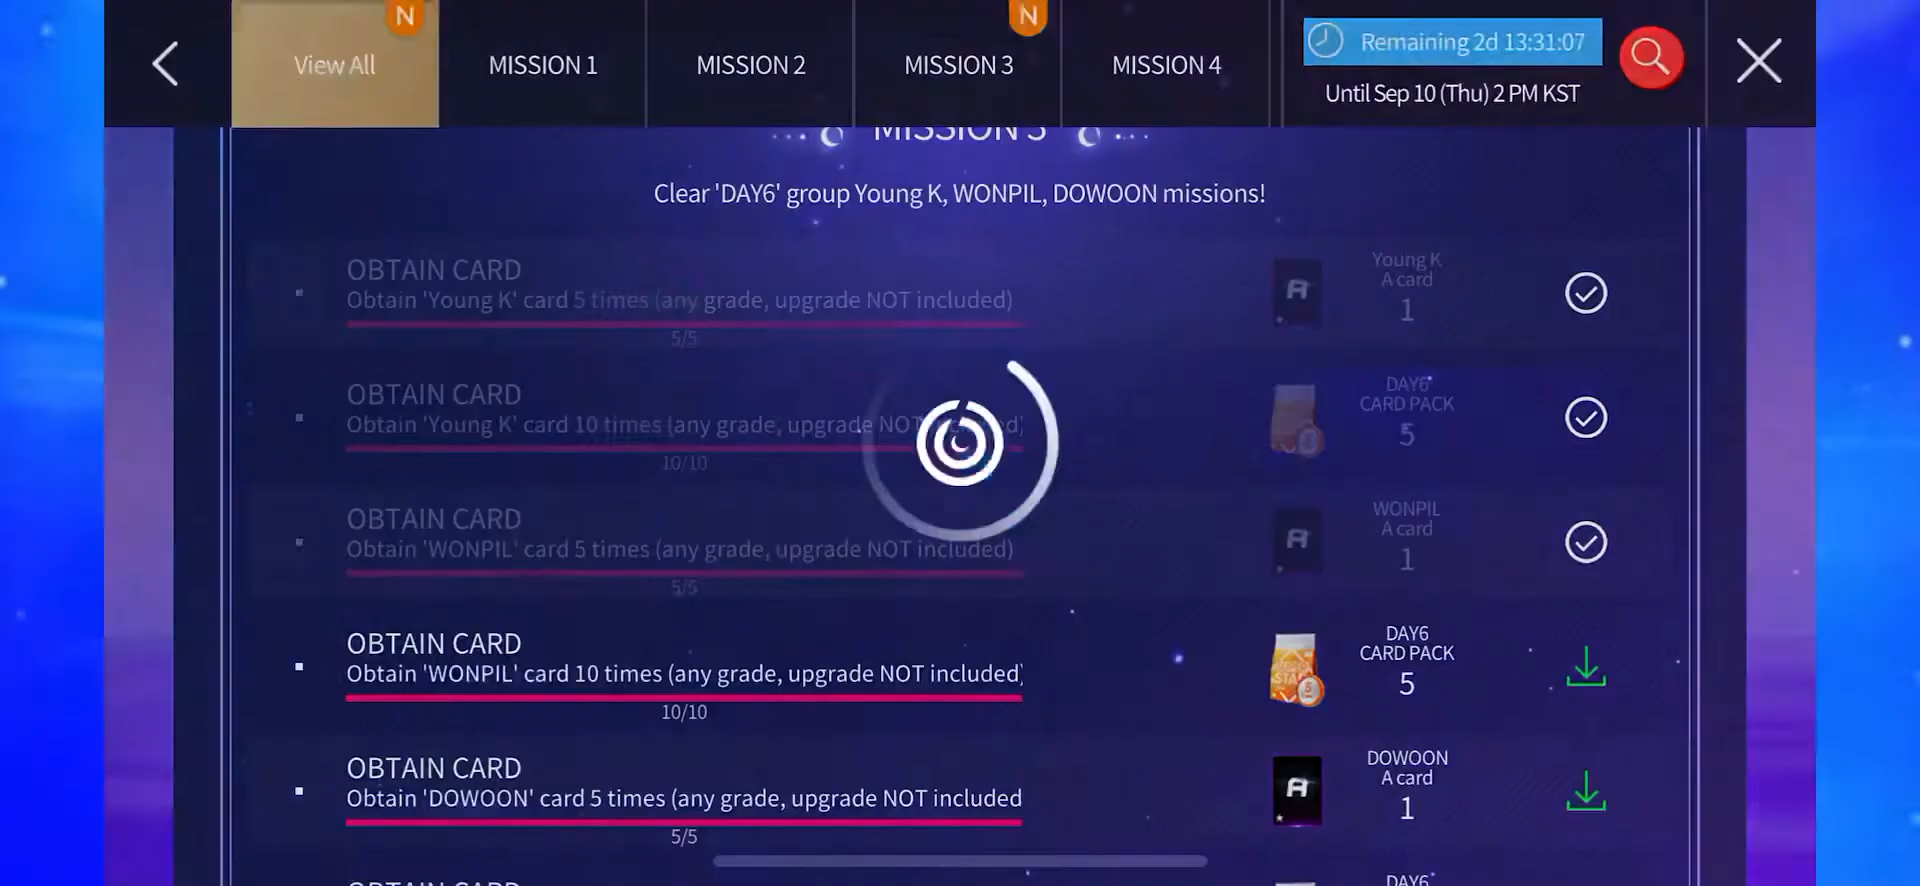 N
N
View All
MISSION 1
MISSION 2
MISSION 3
MISSION 4
Remaining 2d 13:31:07
Until Sep 10 (Thu) 2 PM KST
MISSION 3
Clear 'DAY6' group Young K, WONPIL, DOWOON missions!
OBTAIN CARD
Obtain 'Young K' card 5 times (any grade, upgrade NOT included)
5/5
Young K
A card
1
OBTAIN CARD
Obtain 'Young K' card 10 times (any grade, upgrade NOT included)
10/10
DAY6
CARD PACK
5
OBTAIN CARD
Obtain 'WONPIL' card 5 times (any grade, upgrade NOT included)
5/5
WONPIL
A card
1
OBTAIN CARD
Obtain 'WONPIL' card 10 times (any grade, upgrade NOT included)
10/10
DAY6
CARD PACK
5
OBTAIN CARD
Obtain 'DOWOON' card 5 times (any grade, upgrade NOT included
5/5
DOWOON
A card
1
OBTAIN CARD
DAY6